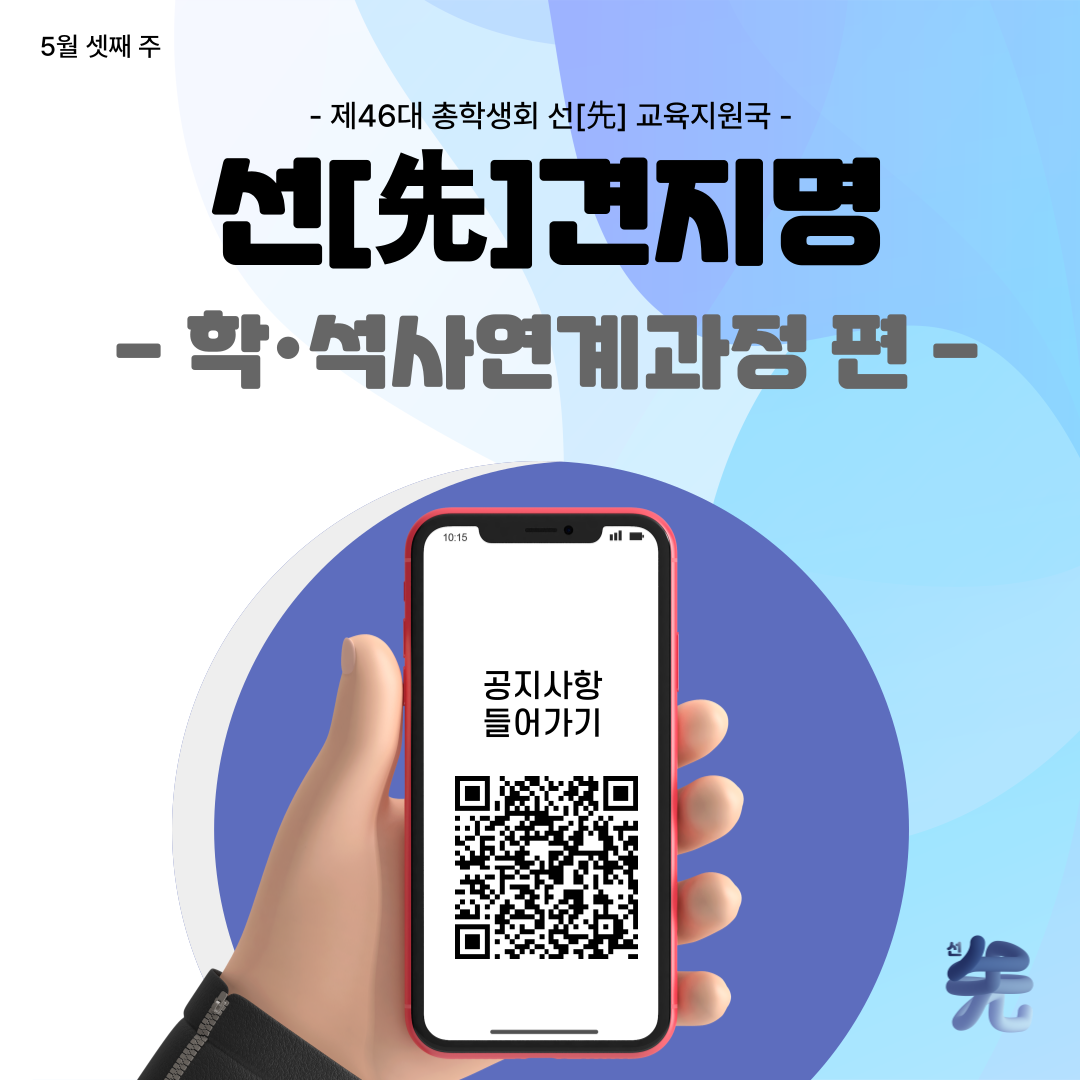 5월 셋째 주
- 제46대 총학생회 선[先] 교육지원국 -
선[先]견지명
- 학·석사연계과정 편 -
10:15
공지사항
들어가기
선
先